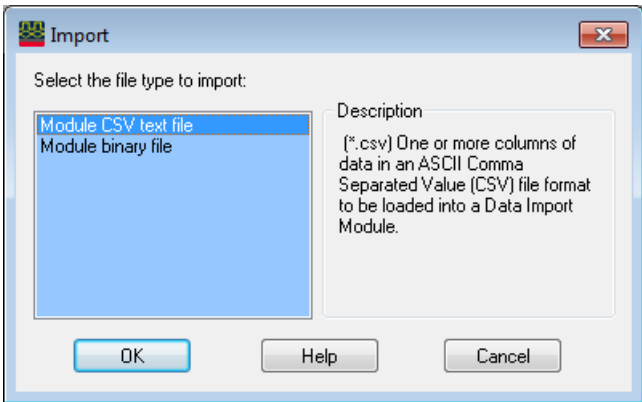 Import
Select the file type to import:
Module CSV text file
Module binary file
Description
(*.csv) One or more columns of
data in an ASCII Comma
Separated Value (CSV) file format
to be loaded into a Data Import
Module.
OK
Help
Cancel